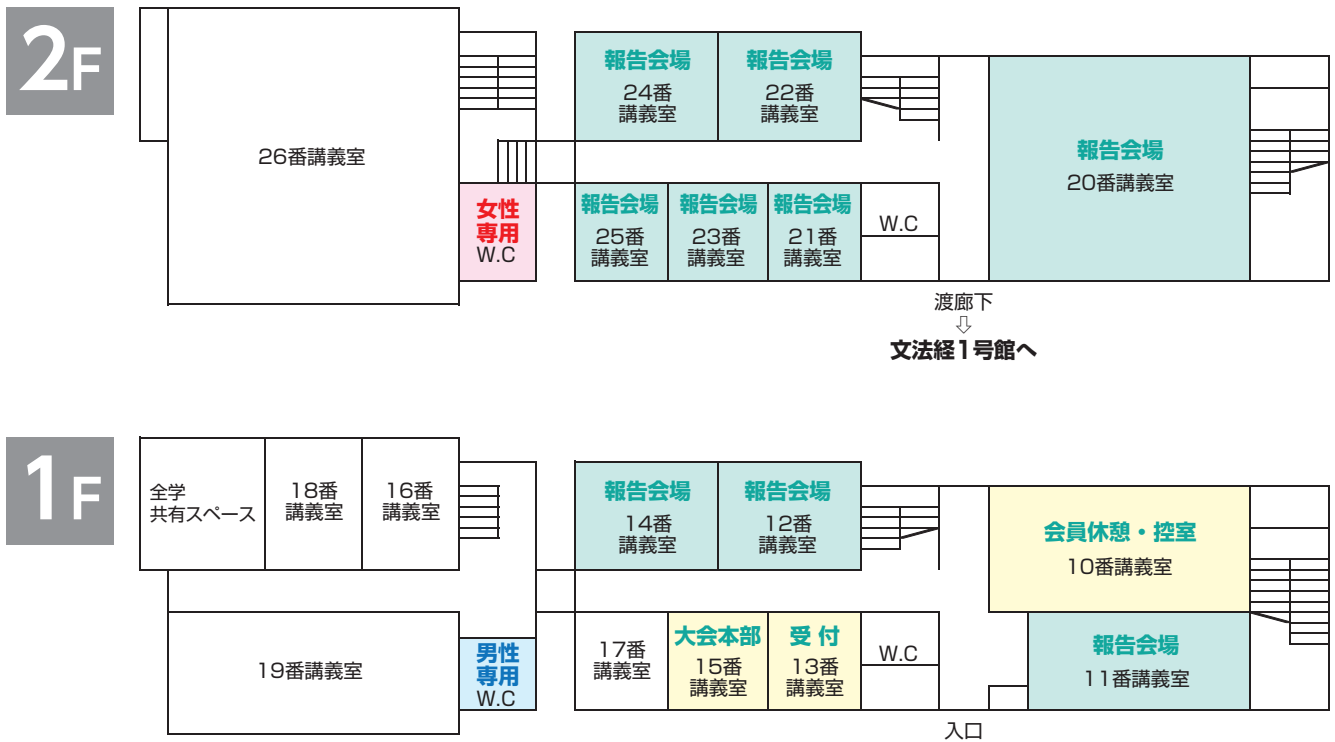 2F
26番講義室
女性
専用
W.C
報告会場
24番
講義室
報告会場
22番
講義室
報告会場
25番
講義室
報告会場
23番
講義室
報告会場
21番
講義室
W.C
報告会場
20番講義室
渡廊下
⇩
文法経1号館へ
1F
全学
共有スペース
18番
講義室
16番
講義室
19番講義室
男性
専用
W.C
報告会場
14番
講義室
報告会場
12番
講義室
17番
講義室
大会本部
15番
講義室
受付
13番
講義室
W.C
会員休憩・控室
10番講義室
報告会場
11番講義室
入口